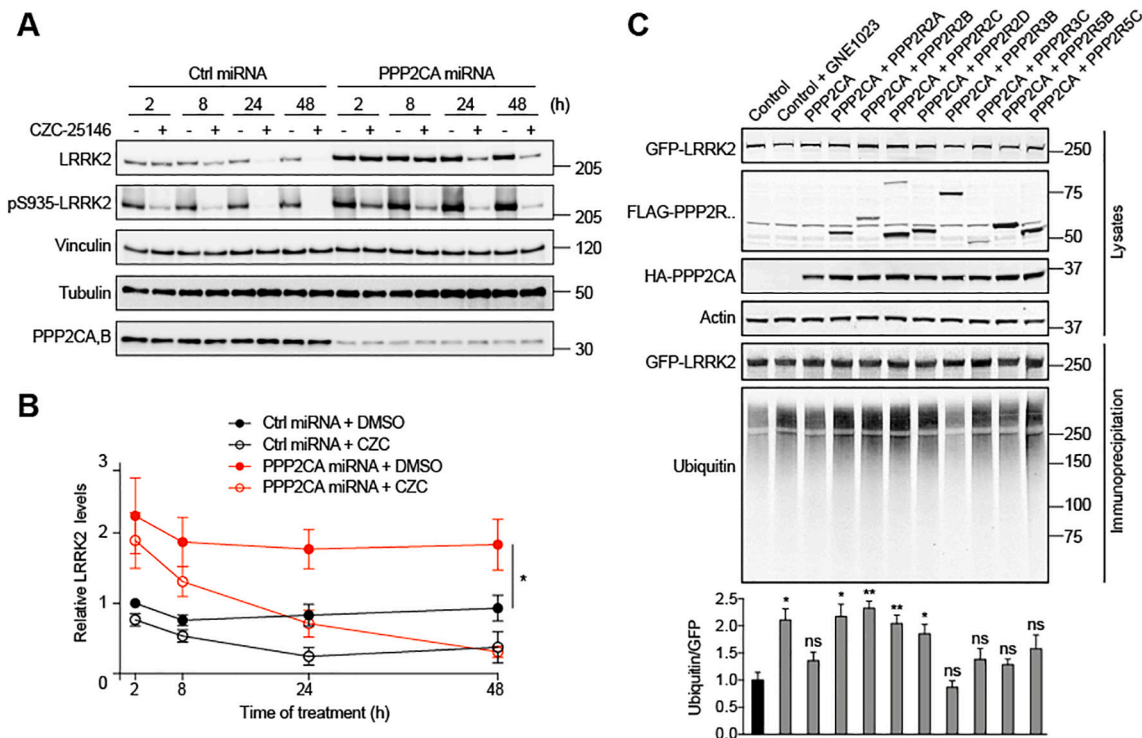 A
Ctrl miRNA PPP2CA miRNA
2 8 24 48 2 8 24 48 (h)
CZC-25146 - + - + - + - + - + - + - + - +
LRRK2
205
pS935-LRRK2
205
Vinculin 120
Tubulin 50
PPP2CA,B
30
B
Ctrl miRNA + DMSO
Ctrl miRNA + CZC
PPP2CA miRNA + DMSO
PPP2CA miRNA + CZC
Relative LRRK2 levels
3
2
1
0
*
2 8 24 48
Time of treatment (h)
C
Control
Control + GNE1023
PPP2CA
PPP2CA + PPP2R2A
PPP2CA + PPP2R2B
PPP2CA + PPP2R2C
PPP2CA + PPP2R2D
PPP2CA + PPP2R3B
PPP2CA + PPP2R3C
PPP2CA + PPP2R5B
PPP2CA + PPP2R5C
GFP-LRRK2 250
75
FLAG-PPP2R..
50
HA-PPP2CA 37
Actin
37
Lysates
GFP-LRRK2 250
Ubiquitin
250
150
100
75
Immunoprecipitation
Ubiquitin/GFP
2.5
2.0
1.5
1.0
0.5
0.0
* ns * ** ** * ns ns ns ns